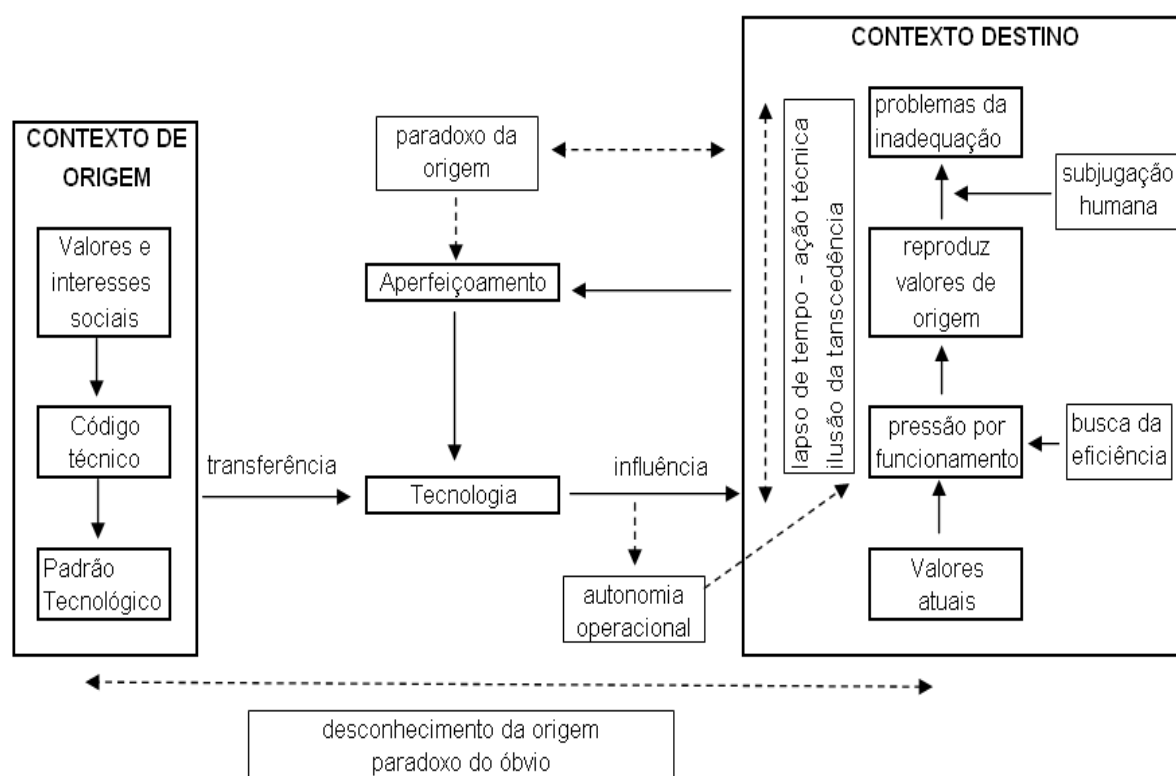 CONTEXTO DE
ORIGEM
Valores e
interesses
sociais
Código
técnico
Padrão
Tecnológico
transferência
paradoxo da
origem
Aperfeiçoamento
Tecnologia
influência
autonomia
operacional
CONTEXTO DESTINO
lapso de tempo - ação técnica
ilusão da tanscedência
problemas da
inadequação
subjugação
humana
reproduz
valores de
origem
pressão por
funcionamento
busca da
eficiência
Valores
atuais
desconhecimento da origem
paradoxo do óbvio